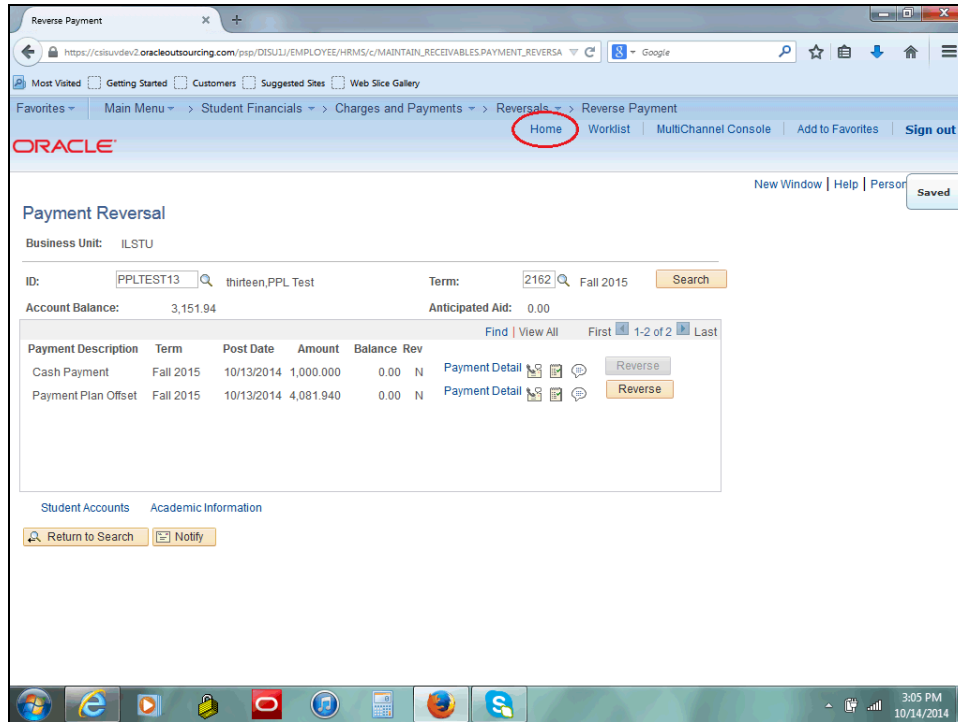 Reverse Payment
https://csisuvdev2.oracleoutsourcing.com/psp/DISU1J/EMPLOYEE/HRMS/c/MAINTAIN_RECEIVABLES.PAYMENT_REVERSA
8 Google
Most Visited Getting Started Customers Suggested Sites Web Slice Gallery
Favorites Main Menu > Student Financials > Charges and Payments > Reversals > Reverse Payment
Home Worklist MultiChannel Console Add to Favorites Sign out
ORACLE
New Window | Help | Person
Saved
Payment Reversal
Business Unit: ILSTU
ID: PPLTEST13 thirteen,PPL Test Term: 2162 Fall 2015 Search
Account Balance: 3,151.94 Anticipated Aid: 0.00
Find | View All First 1-2 of 2 Last
Payment Description Term Post Date Amount Balance Rev
Cash Payment Fall 2015 10/13/2014 1,000.000 0.00 N Payment Detail Reverse
Payment Plan Offset Fall 2015 10/13/2014 4,081.940 0.00 N Payment Detail Reverse
Student Accounts Academic Information
Return to Search Notify
3:05 PM
10/14/2014